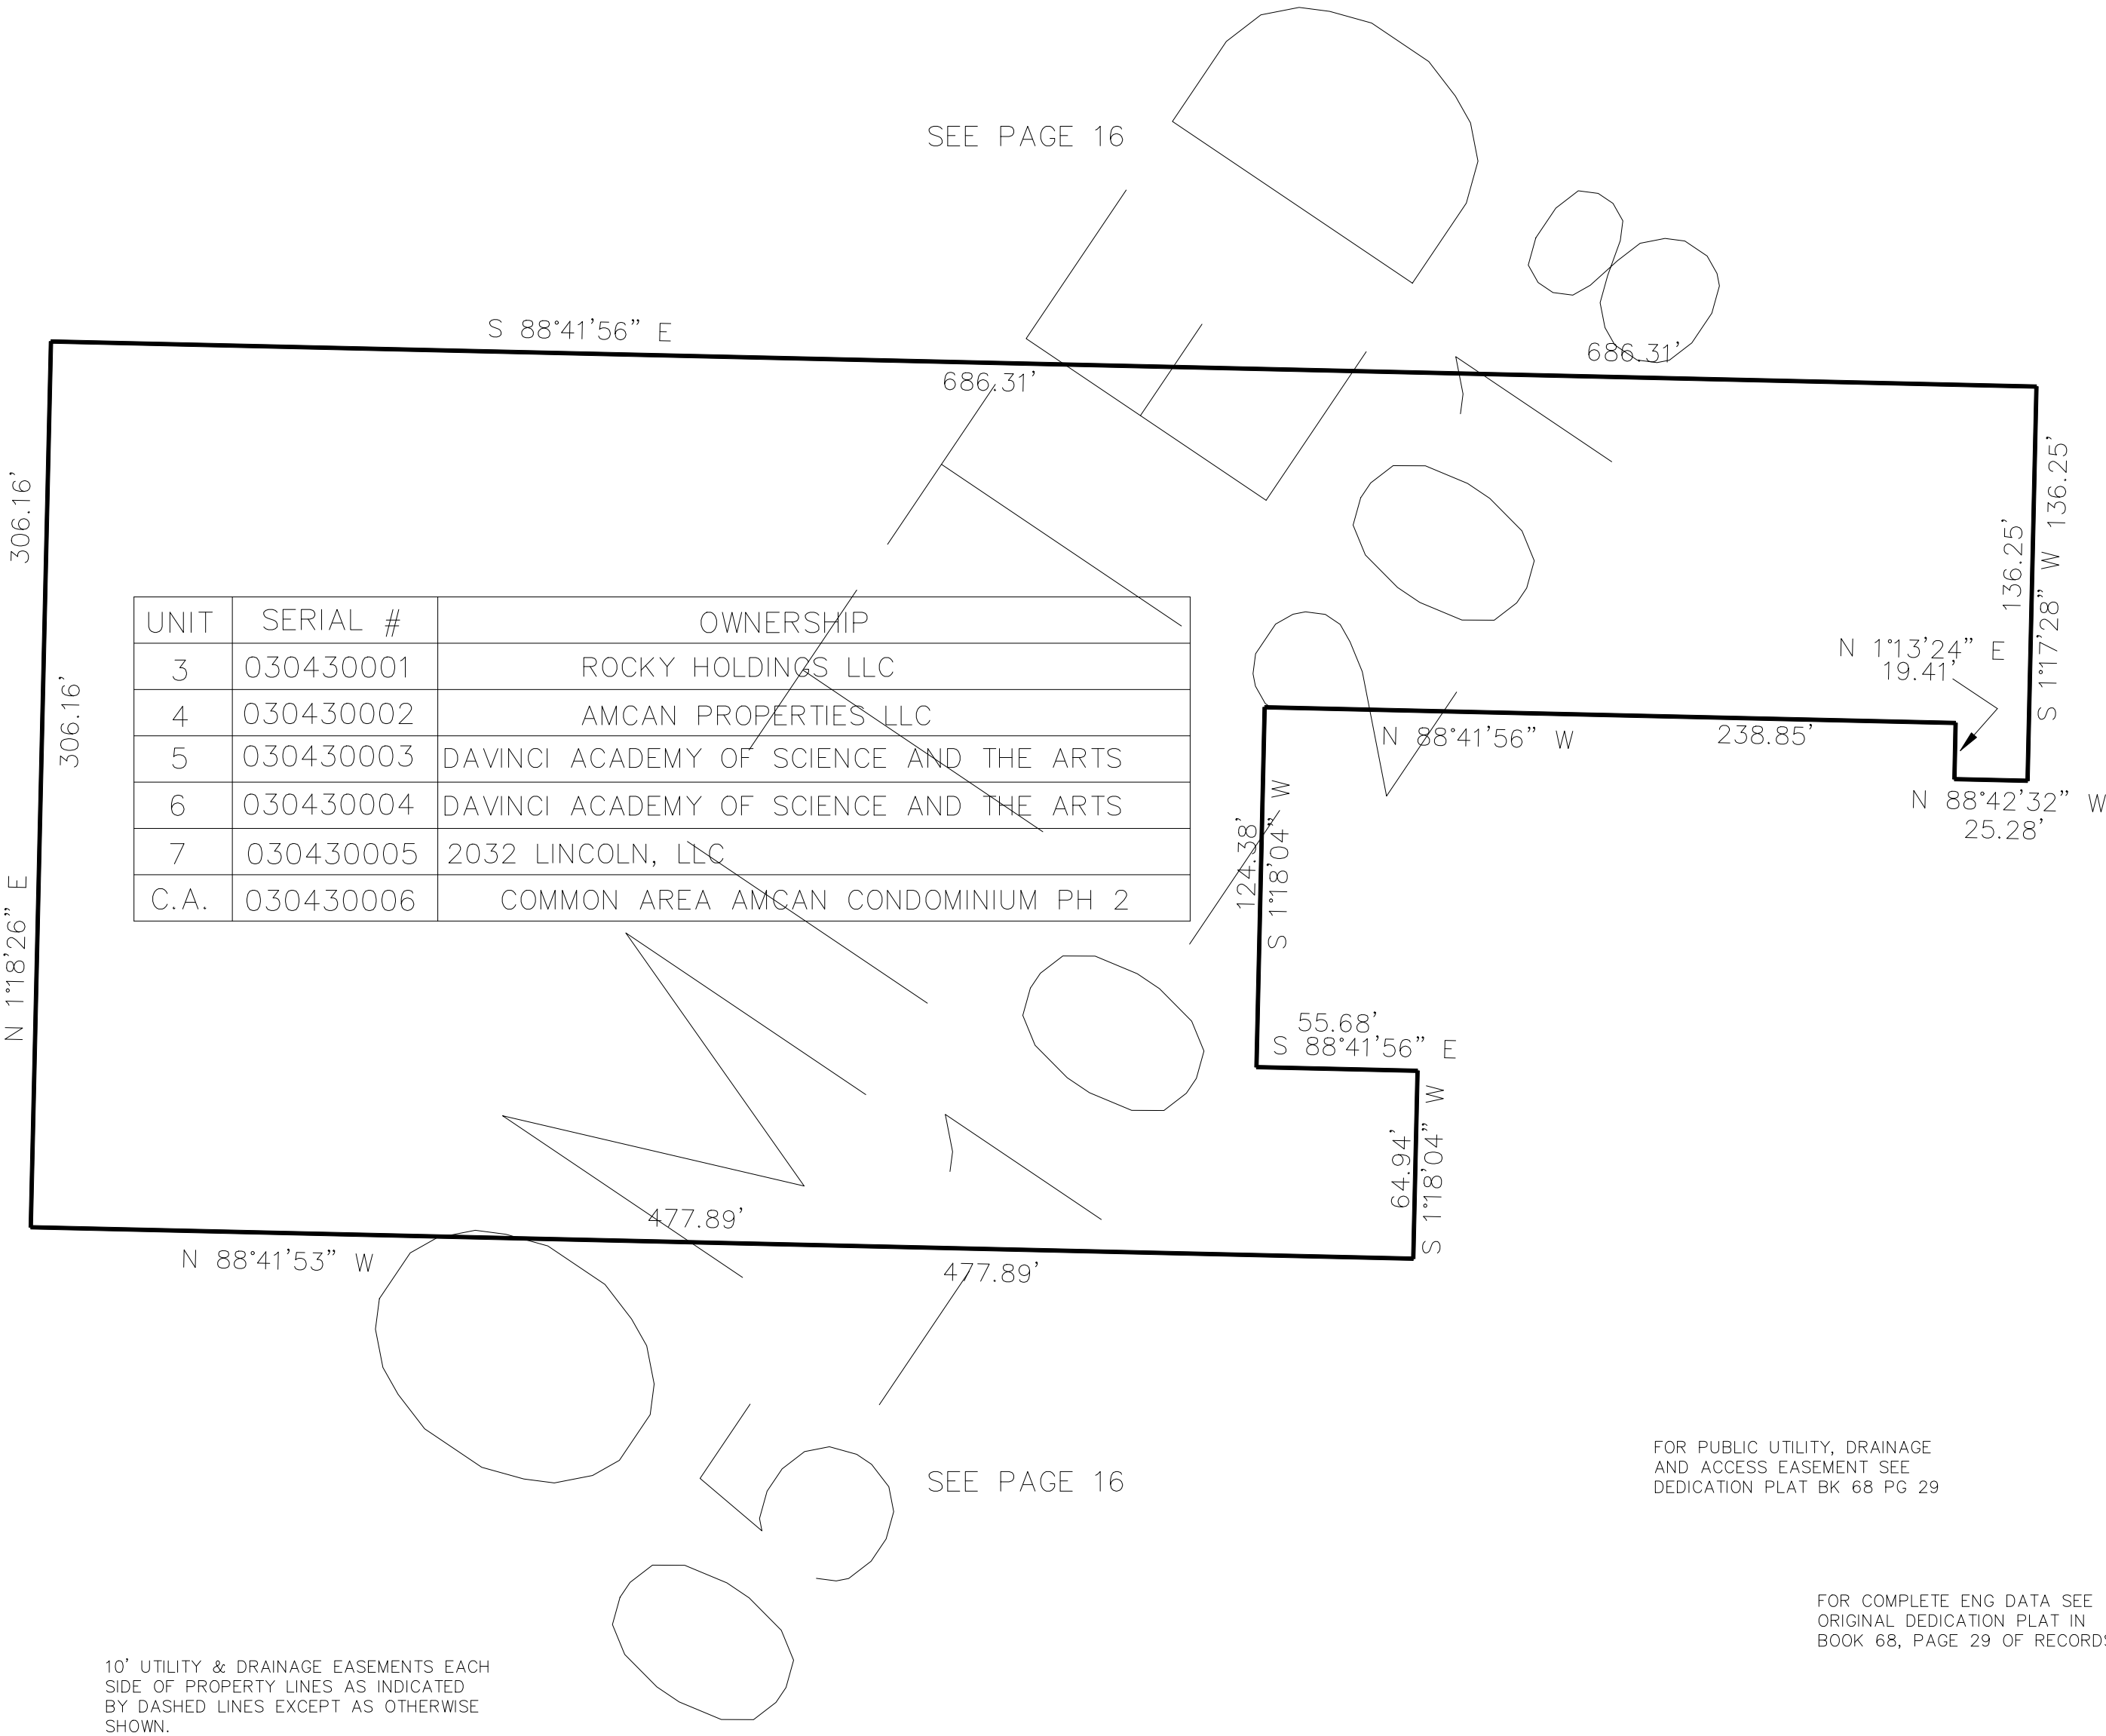 SEE PAGE 16
S 88°41'56" E
686.31'
686.31'
306.16'
306.16'
N 1°18'26" E
136.25'
136.25'
S 1°17'28" W
N 1°13'24" E
19.41'
N 88°42'32" W
25.28'
N 88°41'56" W
238.85'
UNIT SERIAL # OWNERSHIP
3 030430001 ROCKY HOLDINGS LLC
4 030430002 AMCAN PROPERTIES LLC
5 030430003 DAVINCI ACADEMY OF SCIENCE AND THE ARTS
6 030430004 DAVINCI ACADEMY OF SCIENCE AND THE ARTS
7 030430005 2032 LINCOLN, LLC
C.A. 030430006 COMMON AREA AMCAN CONDOMINIUM PH 2
124.38'
S 1°18'04" W
55.68'
S 88°41'56" E
64.94'
S 1°18'04" W
477.89'
N 88°41'53" W
477.89'
OMITTED
05-10-2018
SEE PAGE 16
FOR PUBLIC UTILITY, DRAINAGE
AND ACCESS EASEMENT SEE
DEDICATION PLAT BK 68 PG 29
FOR COMPLETE ENG DATA SEE
ORIGINAL DEDICATION PLAT IN
BOOK 68, PAGE 29 OF RECORDS
10' UTILITY & DRAINAGE EASEMENTS EACH
SIDE OF PROPERTY LINES AS INDICATED
BY DASHED LINES EXCEPT AS OTHERWISE
SHOWN.